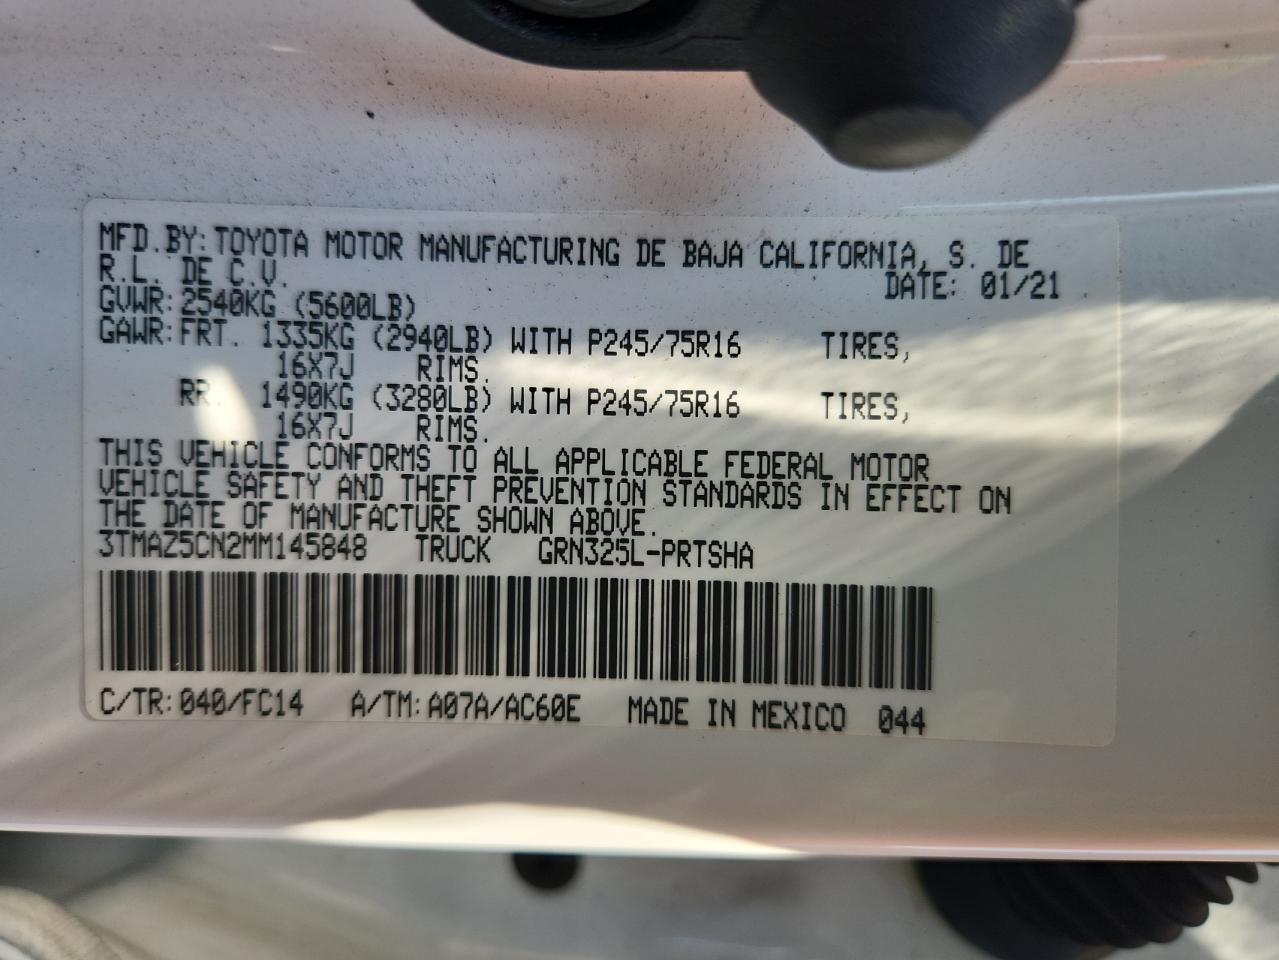 MFD.BY:TOYOTA MOTOR MANUFACTURING DE BAJA CALIFORNIA, S. DE
R.L. DE C.V. DATE: 01/21
GVWR:2540KG (5600LB)
GAWR:FRT. 1335KG (2940LB) WITH P245/75R16 TIRES,
16X7J RIMS.
RR. 1490KG (3280LB) WITH P245/75R16 TIRES,
16X7J RIMS.
THIS VEHICLE CONFORMS TO ALL APPLICABLE FEDERAL MOTOR
VEHICLE SAFETY AND THEFT PREVENTION STANDARDS IN EFFECT ON
THE DATE OF MANUFACTURE SHOWN ABOVE.
3TMAZ5CN2MM145848 TRUCK GRN325L-PRTSHA
C/TR:040/FC14 A/TM:A07A/AC60E MADE IN MEXICO 044